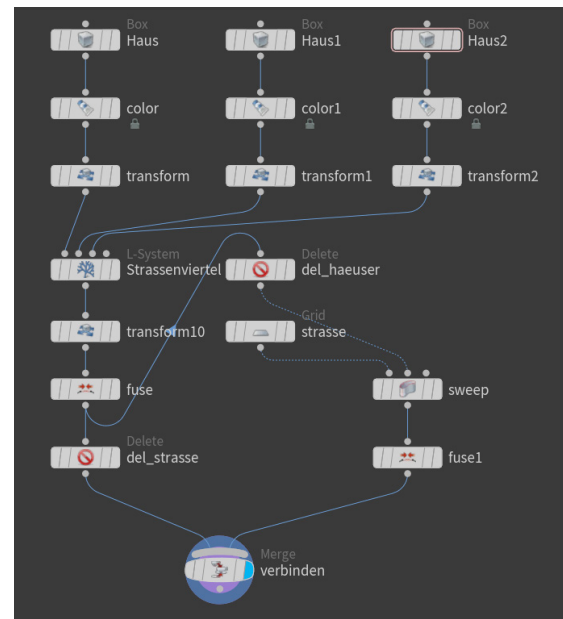 Box
Haus
Box
Haus1
Box
Haus2
color
color1
color2
transform
transform1
transform2
L-System
Strassenviertel
Delete
del_haeuser
transform10
Grid
strasse
fuse
sweep
Delete
del_strasse
fuse1
Merge
verbinden